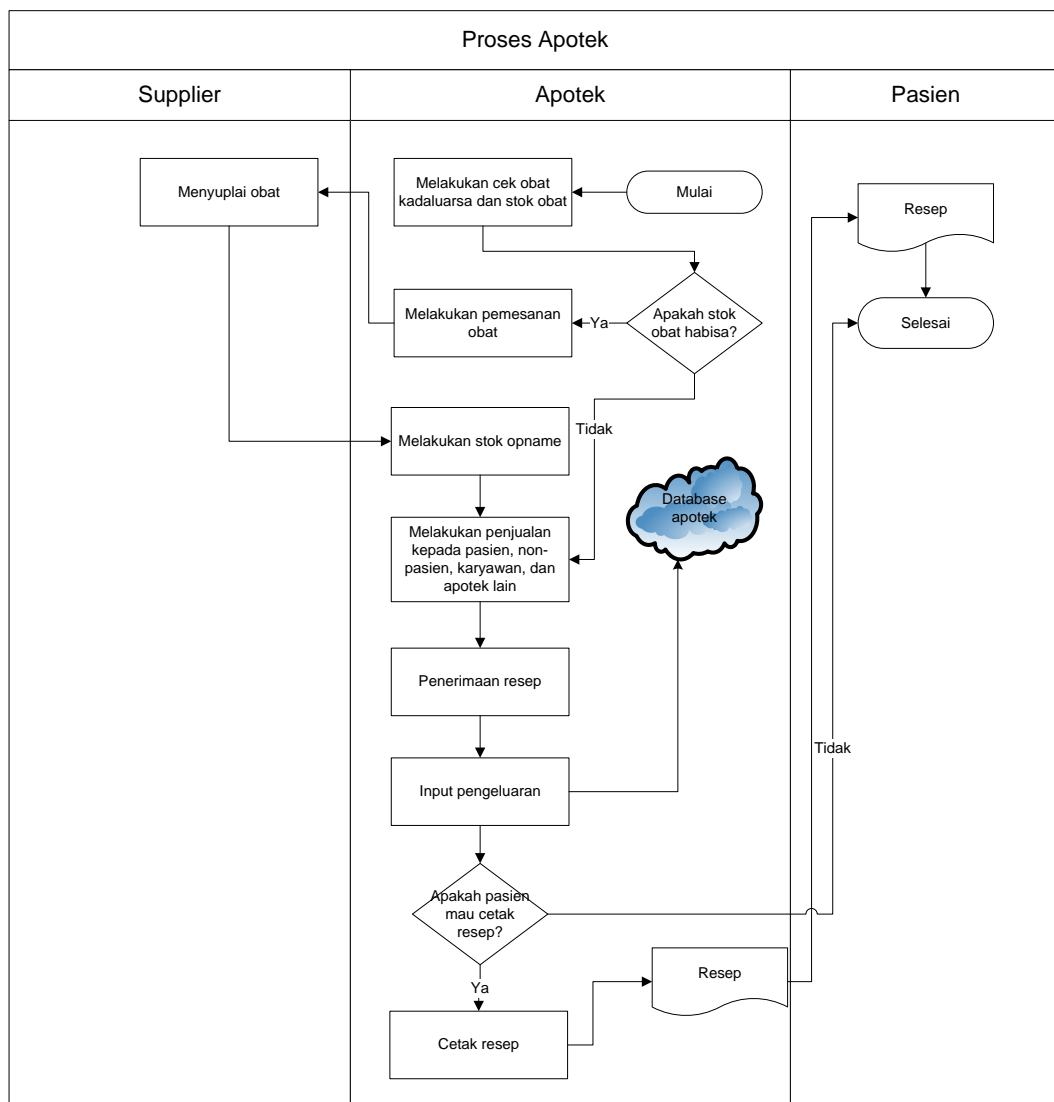 Proses Apotek
Supplier
Apotek
Pasien
Menyuplai obat
Melakukan cek obat
kadaluarsa dan stok obat
Mulai
Resep
Melakukan pemesanan
obat
Ya
Apakah stok
obat habisa?
Selesai
Tidak
Melakukan stok opname
Database
apotek
Melakukan penjualan
kepada pasien, non-
pasien, karyawan, dan
apotek lain
Penerimaan resep
Tidak
Input pengeluaran
Apakah pasien
mau cetak
resep?
Ya
Resep
Cetak resep